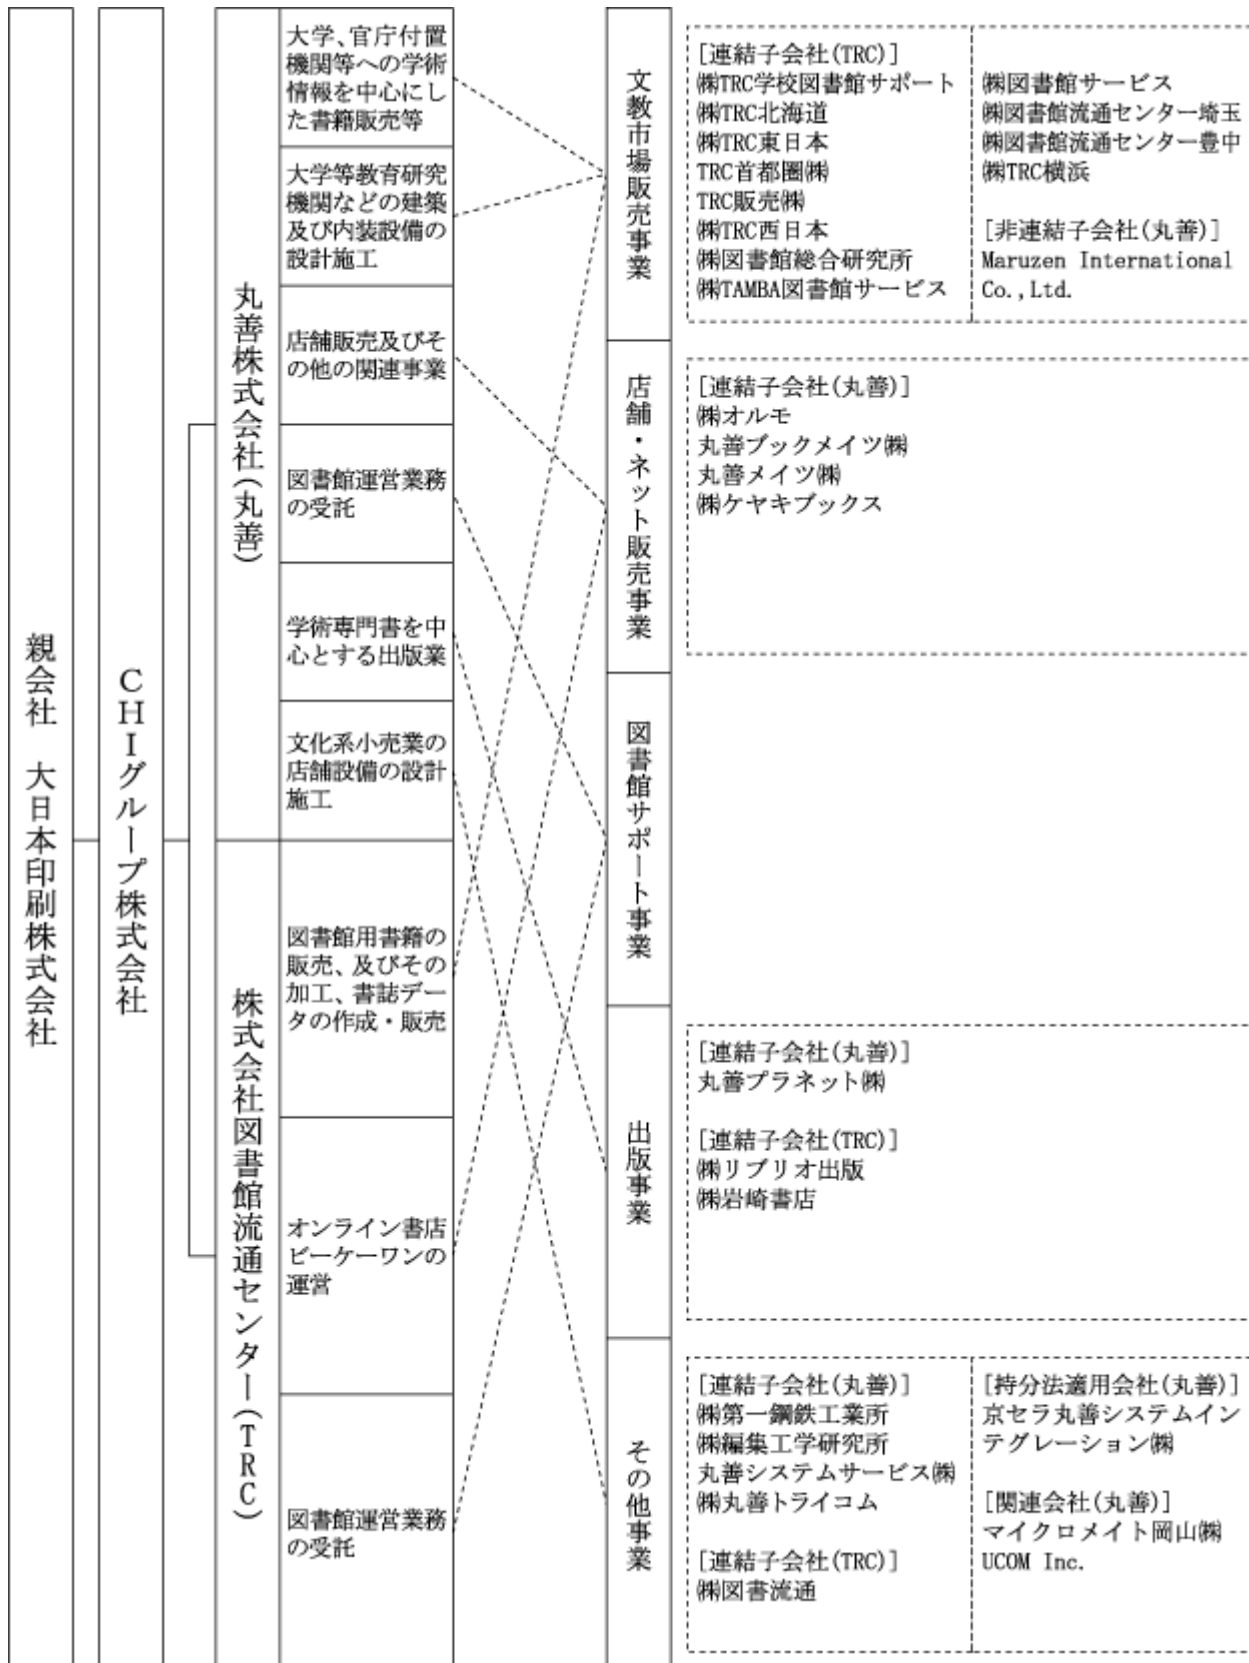 親会社　大日本印刷株式会社
CHIグループ株式会社
丸善株式会社(丸善)
大学、官庁付置
機関等への学術
情報を中心にし
た書籍販売等
大学等教育研究
機関などの建築
及び内装設備の
設計施工
店舗販売及びそ
の他の関連事業
図書館運営業務
の受託
学術専門書を中
心とする出版業
文化系小売業の
店舗設備の設計
施工
株式会社図書館流通センター(TRC)
図書館用書籍の
販売、及びその
加工、書誌デー
タの作成・販売
オンライン書店
ビーケーワンの
運営
図書館運営業務
の受託
文教市場販売事業
[連結子会社(TRC)]
㈱TRC学校図書館サポート
㈱TRC北海道
㈱TRC東日本
TRC首都圏㈱
TRC販売㈱
㈱TRC西日本
㈱図書館総合研究所
㈱TAMBA図書館サービス
㈱図書館サービス
㈱図書館流通センター埼玉
㈱図書館流通センター豊中
㈱TRC横浜
[非連結子会社(丸善)]
Maruzen International
Co.,Ltd.
店舗・ネット販売事業
[連結子会社(丸善)]
㈱オルモ
丸善ブックメイツ㈱
丸善メイツ㈱
㈱ケヤキブックス
図書館サポート事業
出版事業
[連結子会社(丸善)]
丸善プラネット㈱
[連結子会社(TRC)]
㈱リブリオ出版
㈱岩崎書店
その他事業
[連結子会社(丸善)]
㈱第一鋼鉄工業所
㈱編集工学研究所
丸善システムサービス㈱
㈱丸善トライコム
[連結子会社(TRC)]
㈱図書流通
[持分法適用会社(丸善)]
京セラ丸善システムイン
テグレーション㈱
[関連会社(丸善)]
マイクロメイト岡山㈱
UCOM Inc.